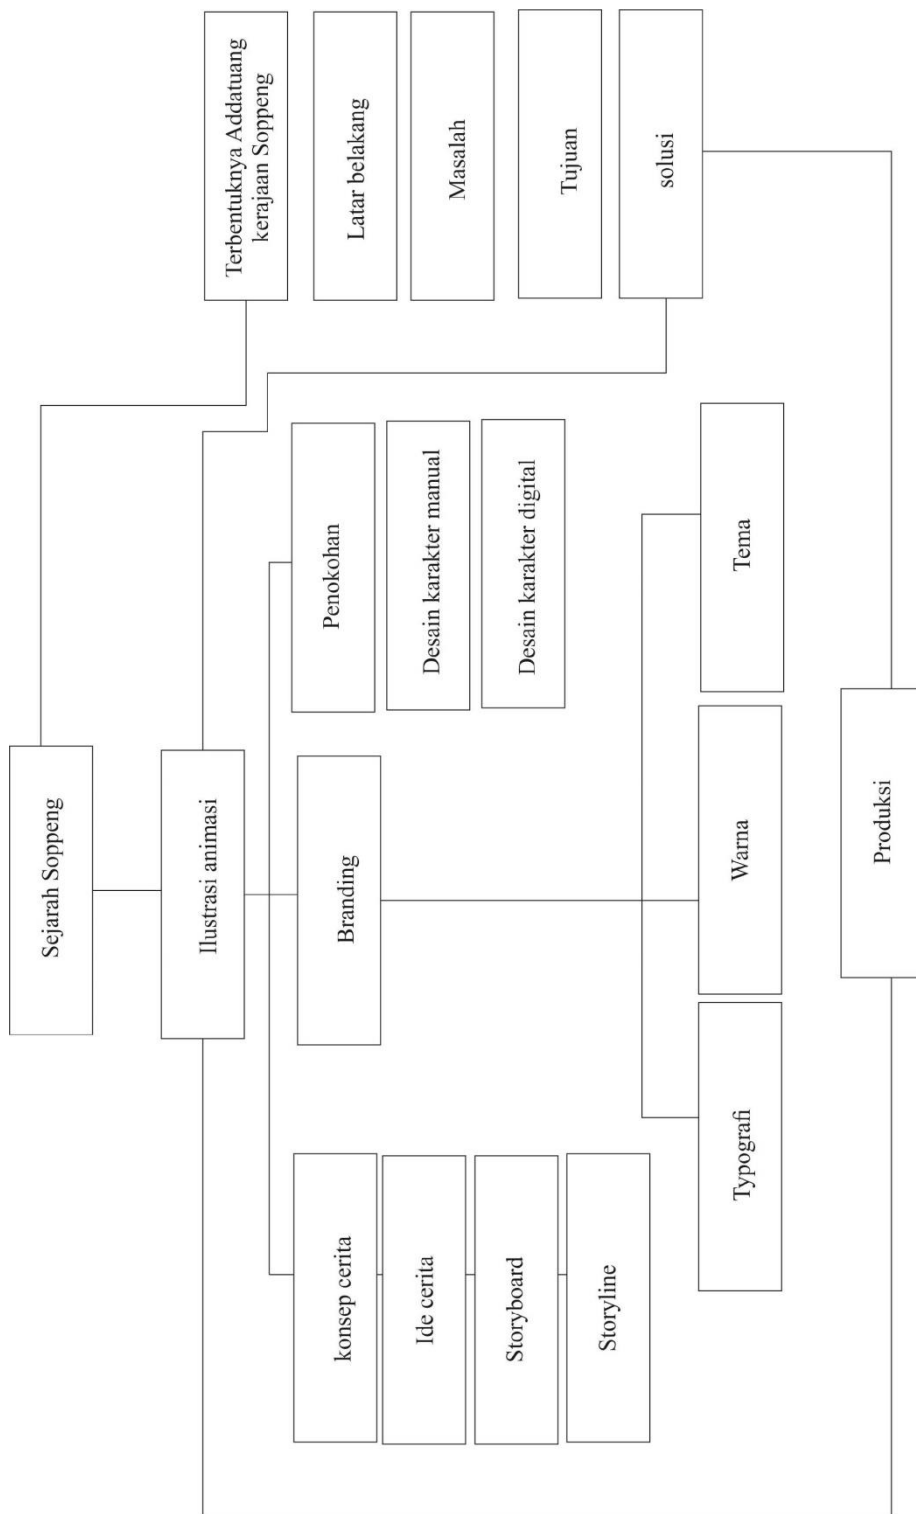 Sejarah Soppeng
Terbentuknya Addatuang
kerajaan Soppeng
Ilustrasi animasi
Latar belakang
Masalah
Tujuan
solusi
konsep cerita
Ide cerita
Storyboard
Storyline
Branding
Penokohan
Desain karakter manual
Desain karakter digital
Typografi
Warna
Tema
Produksi